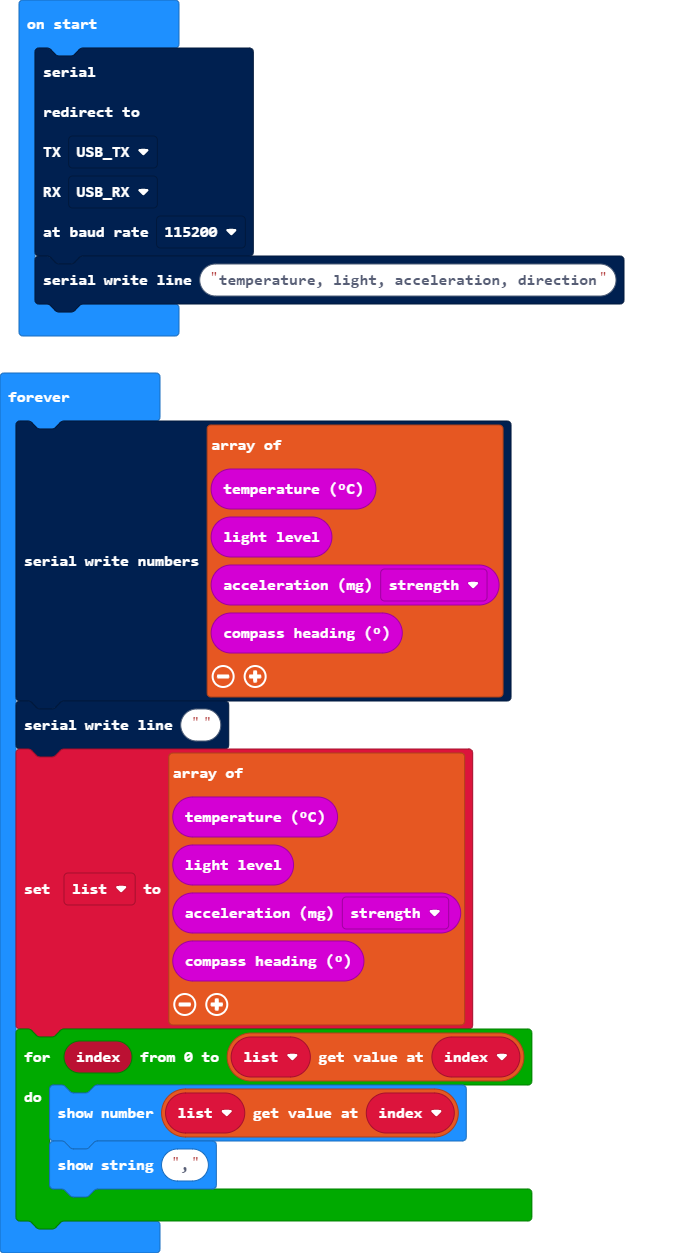 on start
serial
redirect to
TX USB_TX
RX USB_RX
at baud rate 115200
serial write line "temperature, light, acceleration, direction"
forever
array of
temperature (ºC)
light level
serial write numbers
acceleration (mg) strength
compass heading (º)
serial write line " "
array of
temperature (ºC)
light level
set list to
acceleration (mg) strength
compass heading (º)
for index from 0 to list get value at index
do
show number list get value at index
show string ","